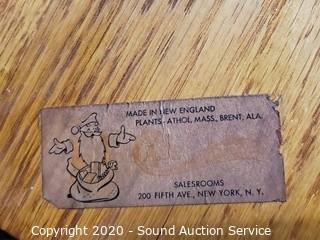 MADE IN NEW ENGLAND
PLANTS - ATHOL, MASS., BRENT, ALA.
SALESROOMS
200 FIFTH AVE., NEW YORK, N. Y.
Copyright 2020 - Sound Auction Service